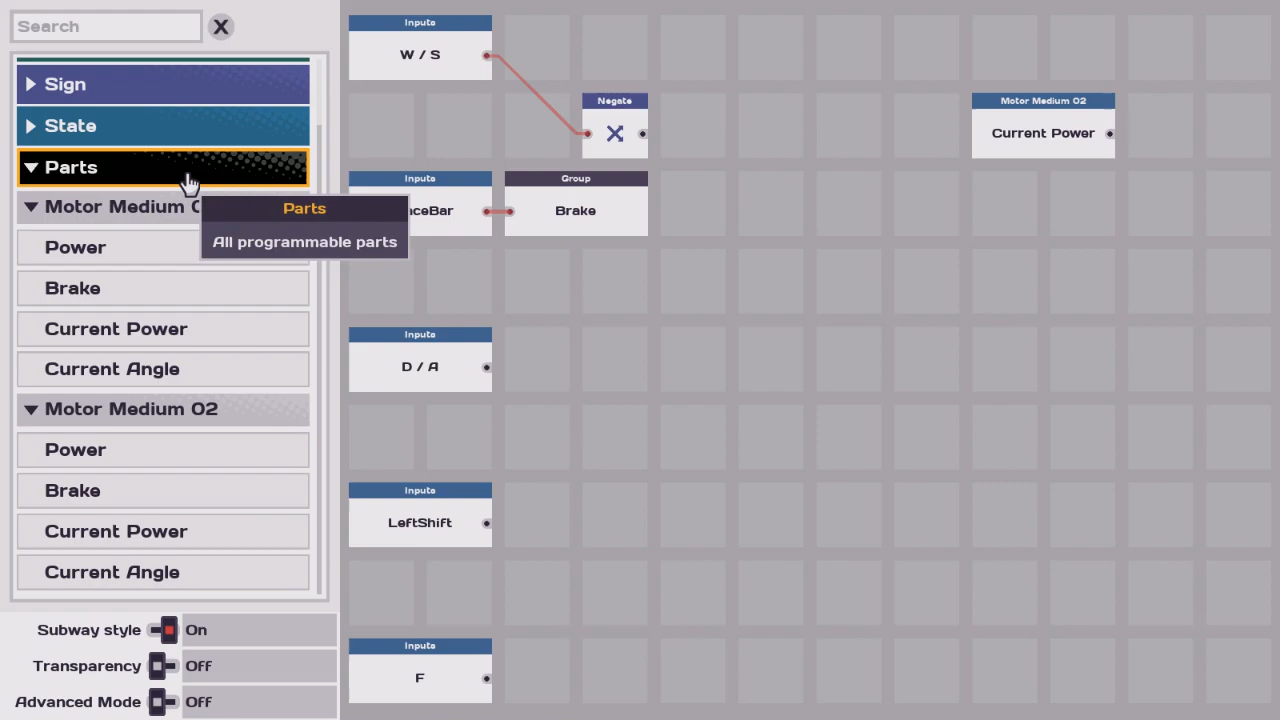 Search
X
Sign
State
Parts
Motor Medium 0
Power
Brake
Current Power
Current Angle
Motor Medium 02
Power
Brake
Current Power
Current Angle
Subway style On
Transparency Off
Advanced Mode Off
Parts
All programmable parts
Inputs
W / S
Negate
Motor Medium 02
Current Power
Inputs
ceBar
Group
Brake
Inputs
D / A
Inputs
LeftShift
Inputs
F